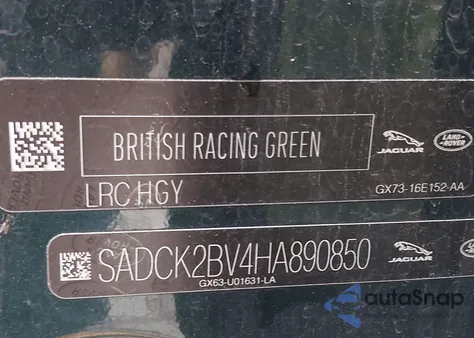 BRITISH RACING GREEN
JAGUAR
LAND-
ROVER
LRC HGY
GX73-16E152-AA
SADCK2BV4HA890850
JAGUAR
GX63-U01631-LA
autoSnap